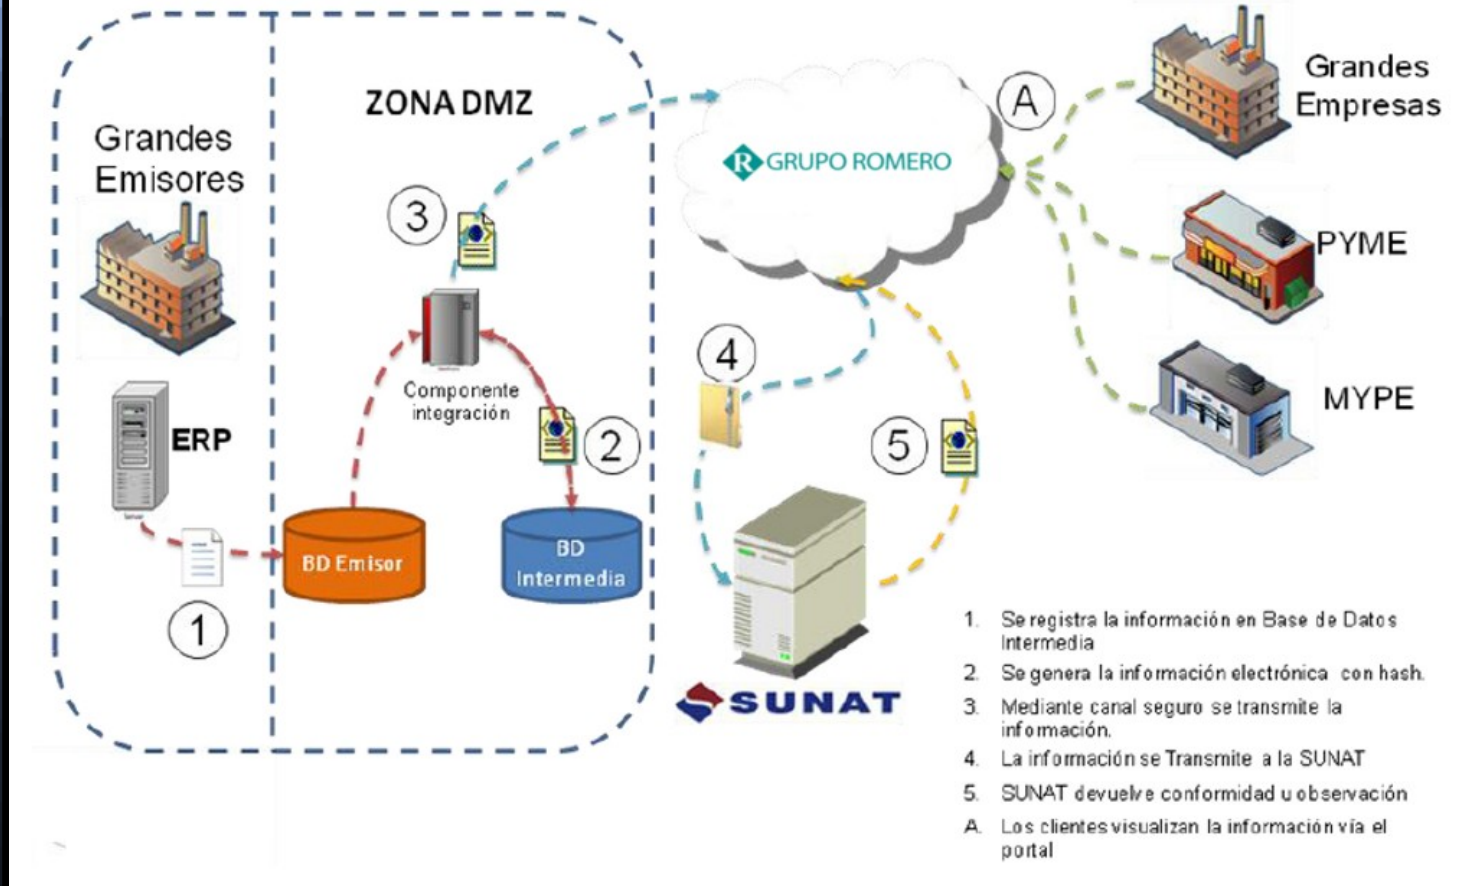 ZONA DMZ
Grandes
Emisores
3
Componente
integración
ERP
2
BD Emisor
BD
Intermedia
1
R GRUPO ROMERO
A
Grandes
Empresas
PYME
MYPE
4
5
SUNAT
1. Se registra la información en Base de Datos
Intermedia
2. Se genera la información electrónica con hash.
3. Mediante canal seguro se transmite la
información.
4. La información se Transmite a la SUNAT
5. SUNAT devuelve conformidad u observación
A. Los clientes visualizan la información vía el
portal